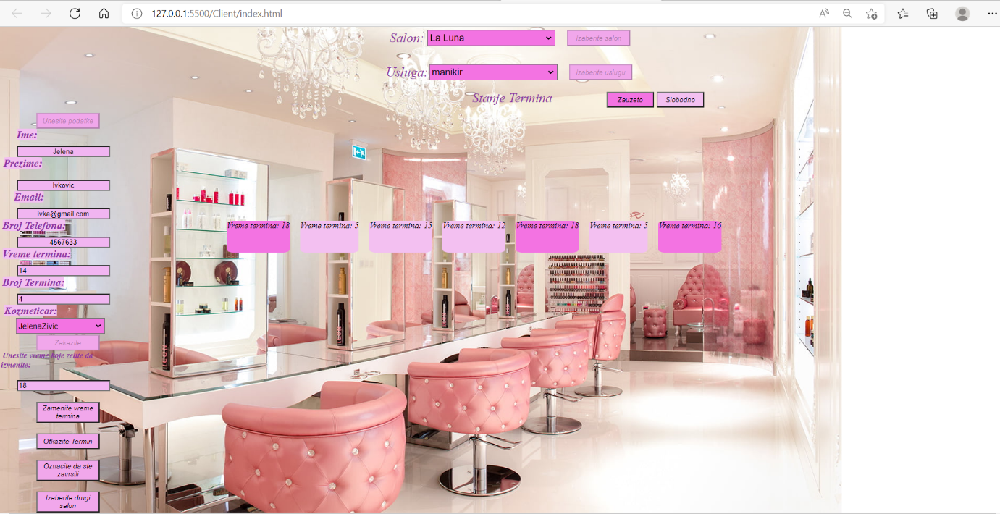 127.0.0.1:5500/Client/index.html
Salon: La Luna Izaberite salon
Usluga: manikir Izaberite uslugu
Stanje Termina Zauzeto Slobodno
Unesite podatke
Ime:
Jelena
Prezime:
Ivkovic
Email:
ivka@gmail.com
Broj Telefona:
4567633
Vreme termina:
14
Broj Termina:
4
Kozmeticar:
JelenaZivic
Zakazite
Unesite vreme koje zelite da
izmenite:
18
Zamenite vreme
termina
Otkazite Termin
Oznacite da ste
zavrsili
Izaberite drugi
salon
Vreme termina: 18 Vreme termina: 5 Vreme termina: 15 Vreme termina: 12 Vreme termina: 18 Vreme termina: 5 Vreme termina: 16